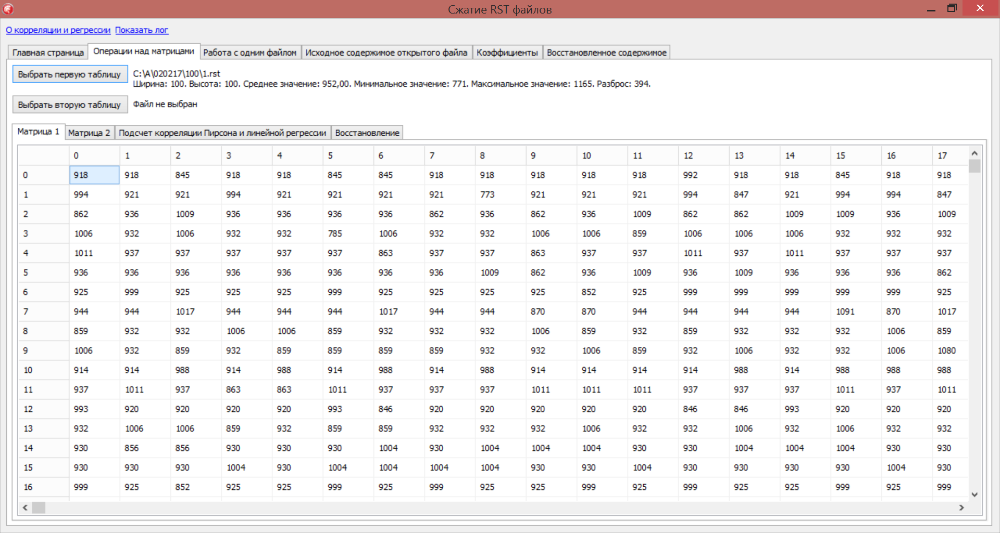 Сжатие RST файлов
О корреляции и регрессии Показать лог
Главная страница Операции над матрицами Работа с одним файлом Исходное содержимое открытого файла Коэффициенты Восстановленное содержимое
Выбрать первую таблицу C:\A\020217\100\1.rst
Ширина: 100. Высота: 100. Среднее значение: 952,00. Минимальное значение: 771. Максимальное значение: 1165. Разброс: 394.
Выбрать вторую таблицу Файл не выбран
Матрица 1 Матрица 2 Подсчет корреляции Пирсона и линейной регрессии Восстановление
0 1 2 3 4 5 6 7 8 9 10 11 12 13 14 15 16 17
0 918 918 845 918 918 845 845 918 918 918 918 918 992 918 918 845 918 918
1 994 921 921 994 921 921 921 921 773 921 921 921 994 847 921 994 994 847
2 862 936 1009 936 936 936 936 862 936 862 936 1009 862 862 1009 1009 936 1009
3 1006 932 1006 932 932 785 1006 932 932 1006 1006 859 1006 1006 1006 932 932 932
4 1011 937 937 937 937 937 863 937 937 863 937 937 1011 937 1011 937 937 937
5 936 936 936 936 936 936 936 936 1009 862 936 1009 936 1009 936 936 936 862
6 925 999 925 925 925 999 925 925 925 925 852 925 999 999 999 999 999 925
7 944 944 1017 944 944 944 1017 944 944 870 870 944 944 944 944 1091 870 1017
8 859 932 932 1006 1006 859 932 932 932 1006 859 932 859 932 932 932 1006 859
9 1006 932 859 932 859 859 859 859 932 932 1006 859 932 1006 932 932 1006 1080
10 914 914 988 914 988 914 988 914 988 914 914 914 914 988 914 988 988 988
11 937 1011 937 863 863 1011 937 937 937 1011 1011 1011 937 937 937 1011 937 1011
12 993 920 920 920 920 993 846 920 920 920 920 920 846 846 993 920 920 920
13 932 1006 1006 859 932 859 859 932 932 932 1006 932 932 1006 932 1006 932 932
14 930 856 856 930 930 930 1004 930 1004 1004 1004 930 930 1004 1004 1004 930 930
15 930 930 930 1004 930 1004 1004 1004 1004 930 930 1004 930 930 930 930 1004 930
16 999 925 852 925 925 999 925 999 925 925 999 925 999 925 925 999 925 999